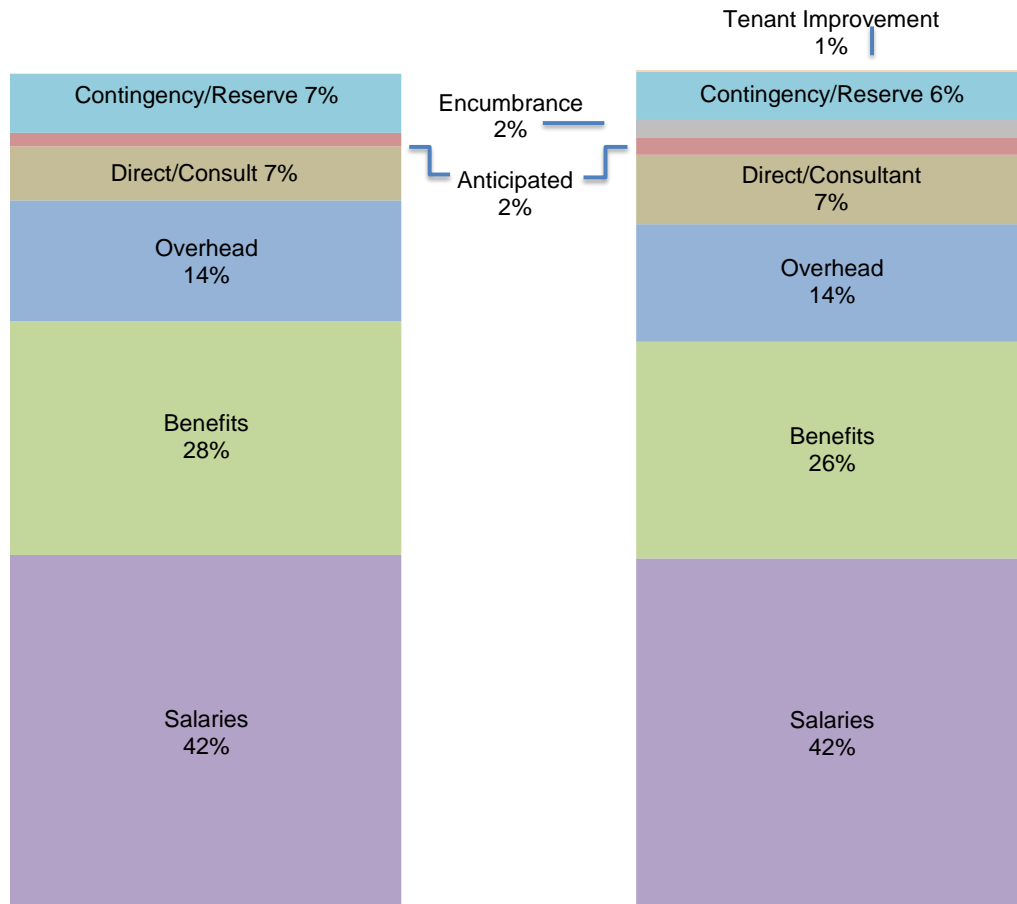 Tenant Improvement
1%
Contingency/Reserve 7%
Encumbrance
2%
Contingency/Reserve 6%
Direct/Consult 7%
Anticipated
2%
Direct/Consultant
7%
Overhead
14%
Overhead
14%
Benefits
28%
Benefits
26%
Salaries
42%
Salaries
42%